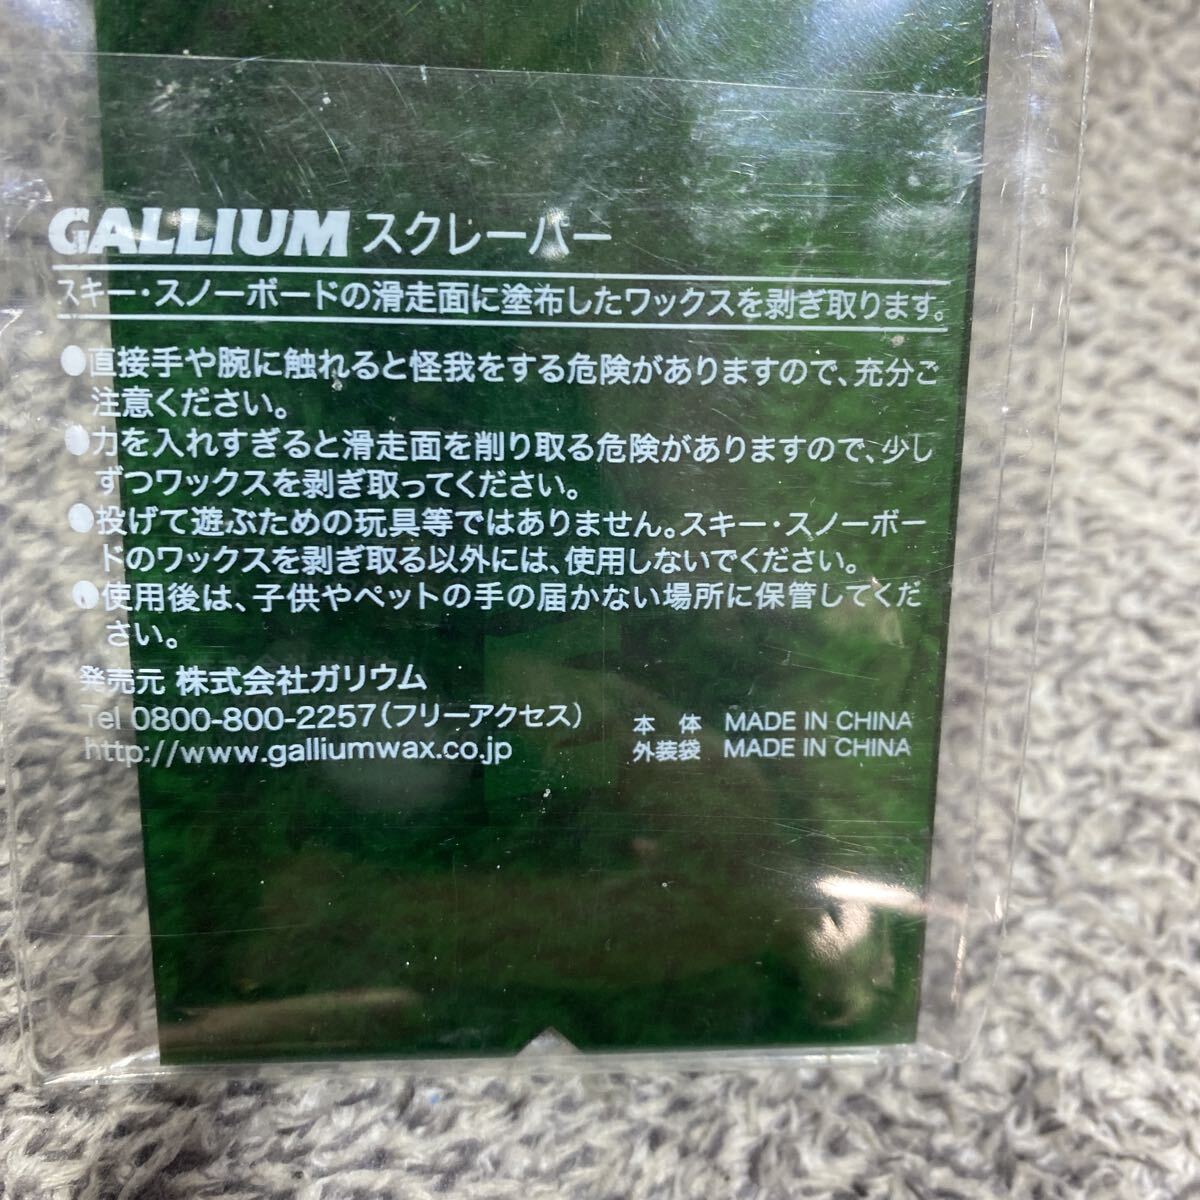 GALLIUM スクレーパー
スキー・スノーボードの滑走面に塗布したワックスを剥ぎ取ります。
●直接手や腕に触れると怪我をする危険がありますので、充分ご
注意ください。
●力を入れすぎると滑走面を削り取る危険がありますので、少し
ずつワックスを剥ぎ取ってください。
●投げて遊ぶための玩具等ではありません。スキー・スノーボー
ドのワックスを剥ぎ取る以外には、使用しないでください。
●使用後は、子供やペットの手の届かない場所に保管してくだ
さい。
発売元 株式会社ガリウム
Tel 0800-800-2257(フリーアクセス)
http://www.galliumwax.co.jp
本 体 MADE IN CHINA
外装袋 MADE IN CHINA